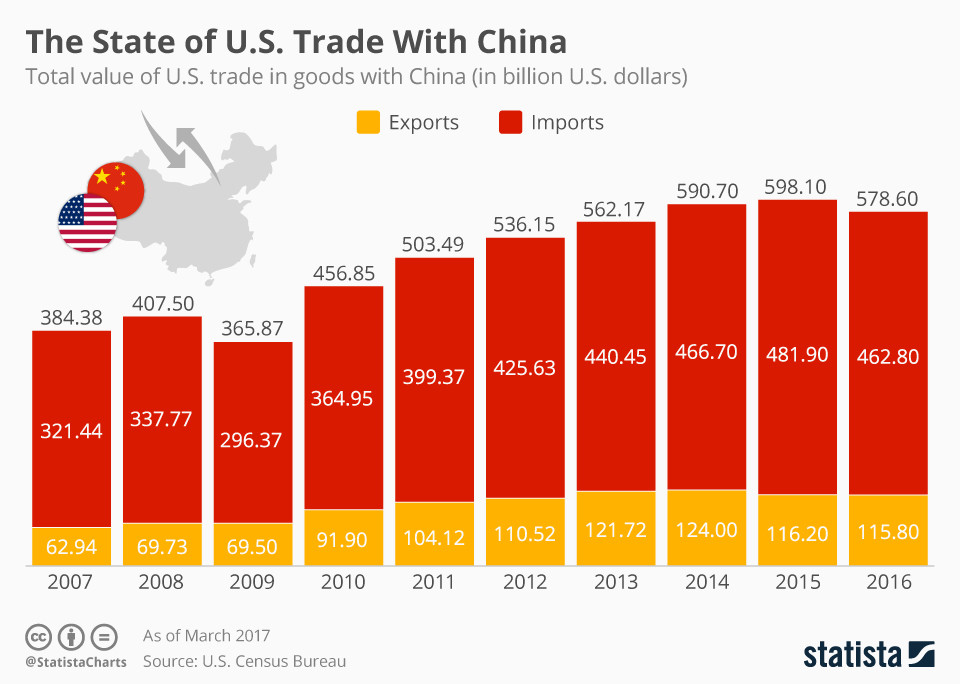 The State of U.S. Trade With China
Total value of U.S. trade in goods with China (in billion U.S. dollars)
Exports Imports
384.38 407.50 365.87 456.85 503.49 536.15 562.17 590.70 598.10 578.60
321.44 337.77 296.37 364.95 399.37 425.63 440.45 466.70 481.90 462.80
62.94 69.73 69.50 91.90 104.12 110.52 121.72 124.00 116.20 115.80
2007 2008 2009 2010 2011 2012 2013 2014 2015 2016
cc
As of March 2017
@StatistaCharts
Source: U.S. Census Bureau
statista